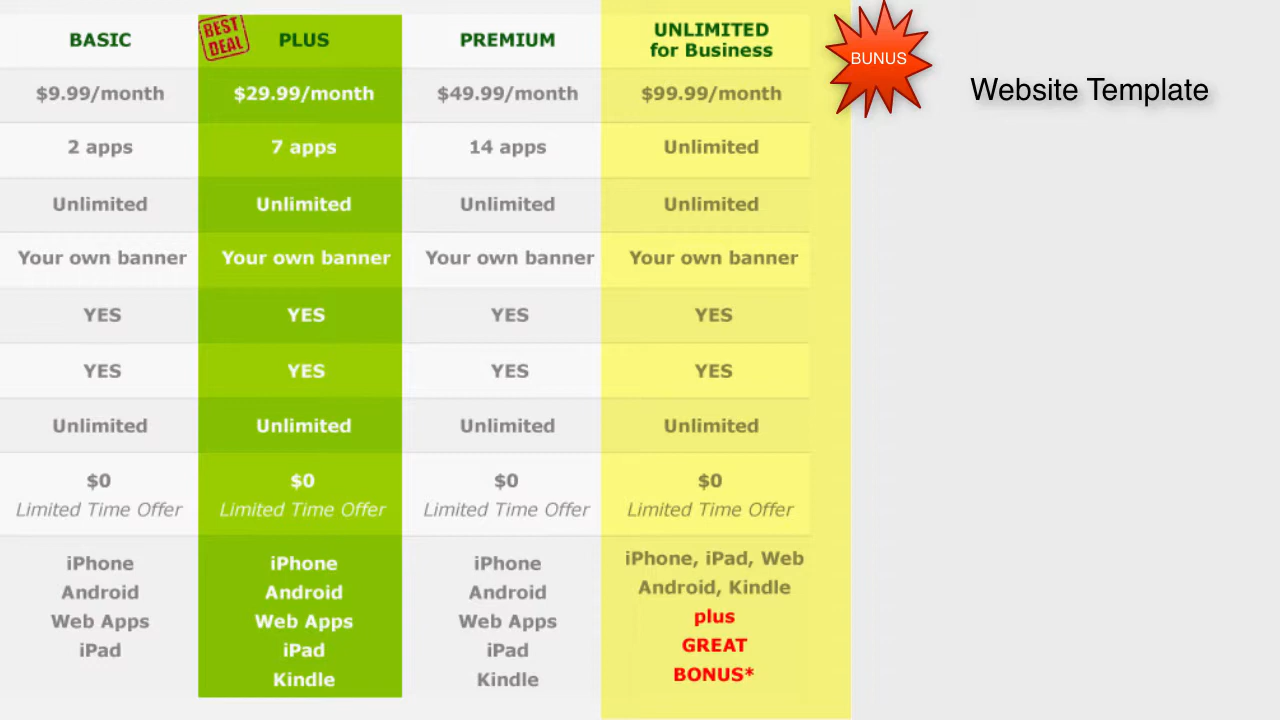 BASIC
BEST
DEAL
PLUS
PREMIUM
UNLIMITED
for Business
BUNUS
Website Template
$9.99/month $29.99/month $49.99/month $99.99/month
2 apps 7 apps 14 apps Unlimited
Unlimited Unlimited Unlimited Unlimited
Your own banner Your own banner Your own banner Your own banner
YES YES YES YES
YES YES YES YES
Unlimited Unlimited Unlimited Unlimited
$0 $0 $0 $0
Limited Time Offer Limited Time Offer Limited Time Offer Limited Time Offer
iPhone
Android
Web Apps
iPad
iPhone
Android
Web Apps
iPad
Kindle
iPhone
Android
Web Apps
iPad
Kindle
iPhone, iPad, Web
Android, Kindle
plus
GREAT
BONUS*